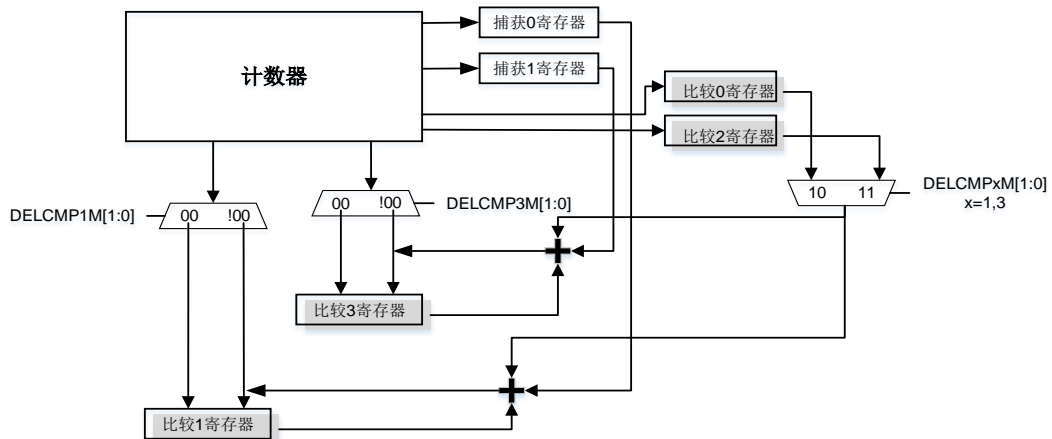 捕获0寄存器
计数器
捕获1寄存器
比较0寄存器
比较2寄存器
DELCMP1M[1:0]
00 !00
00 !00
DELCMP3M[1:0]
10 11
DELCMPxM[1:0]
x=1,3
比较3寄存器
比较1寄存器